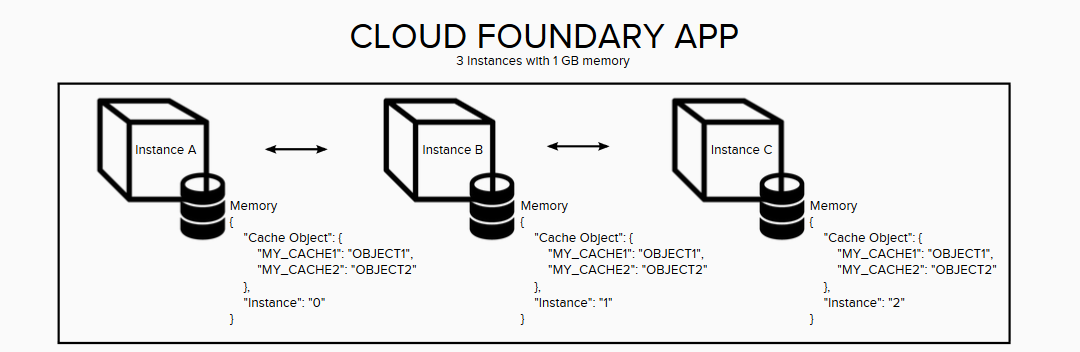 CLOUD FOUNDARY APP
3 Instances with 1 GB memory
Instance A
Instance B
Instance C
Memory
{
"Cache Object": {
"MY_CACHE1": "OBJECT1",
"MY_CACHE2": "OBJECT2"
},
"Instance": "0"
}
Memory
{
"Cache Object": {
"MY_CACHE1": "OBJECT1",
"MY_CACHE2": "OBJECT2"
},
"Instance": "1"
}
Memory
{
"Cache Object": {
"MY_CACHE1": "OBJECT1",
"MY_CACHE2": "OBJECT2"
},
"Instance": "2"
}